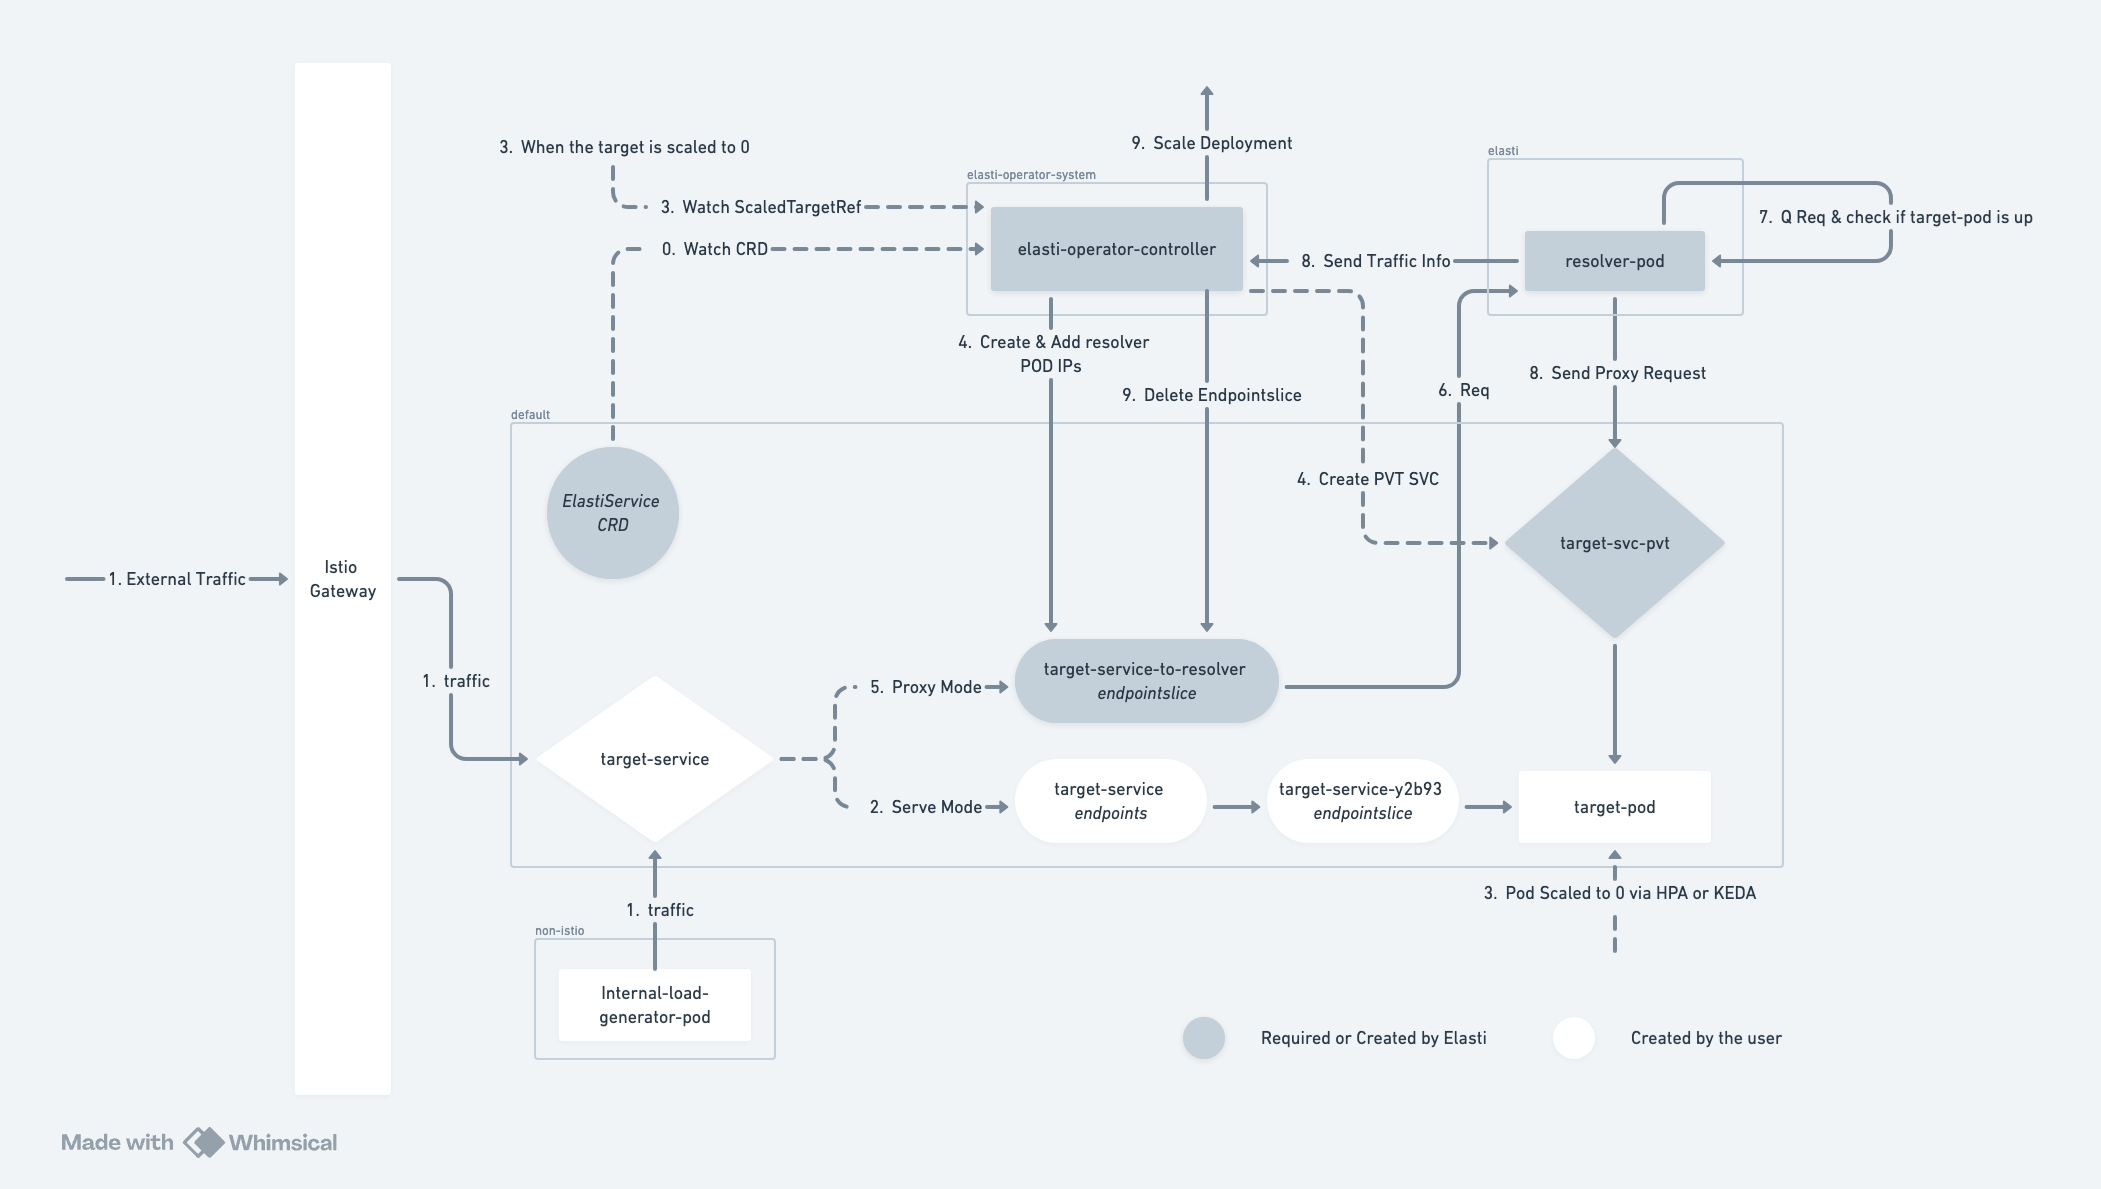 9. Scale Deployment
3. When the target is scaled to 0
elasti
elasti-operator-system
3. Watch ScaledTargetRef
7. Q Req & check if target-pod is up
0. Watch CRD
elasti-operator-controller
8. Send Traffic Info
resolver-pod
4. Create & Add resolver
POD IPs
8. Send Proxy Request
6. Req
9. Delete Endpointslice
default
4. Create PVT SVC
ElastiService
CRD
target-svc-pvt
1. External Traffic
Istio
Gateway
1. traffic
target-service-to-resolver
endpointslice
5. Proxy Mode
target-service
2. Serve Mode
target-service
endpoints
target-service-y2b93
endpointslice
target-pod
3. Pod Scaled to 0 via HPA or KEDA
1. traffic
non-istio
Internal-load-
generator-pod
Required or Created by Elasti
Created by the user
Made with Whimsical